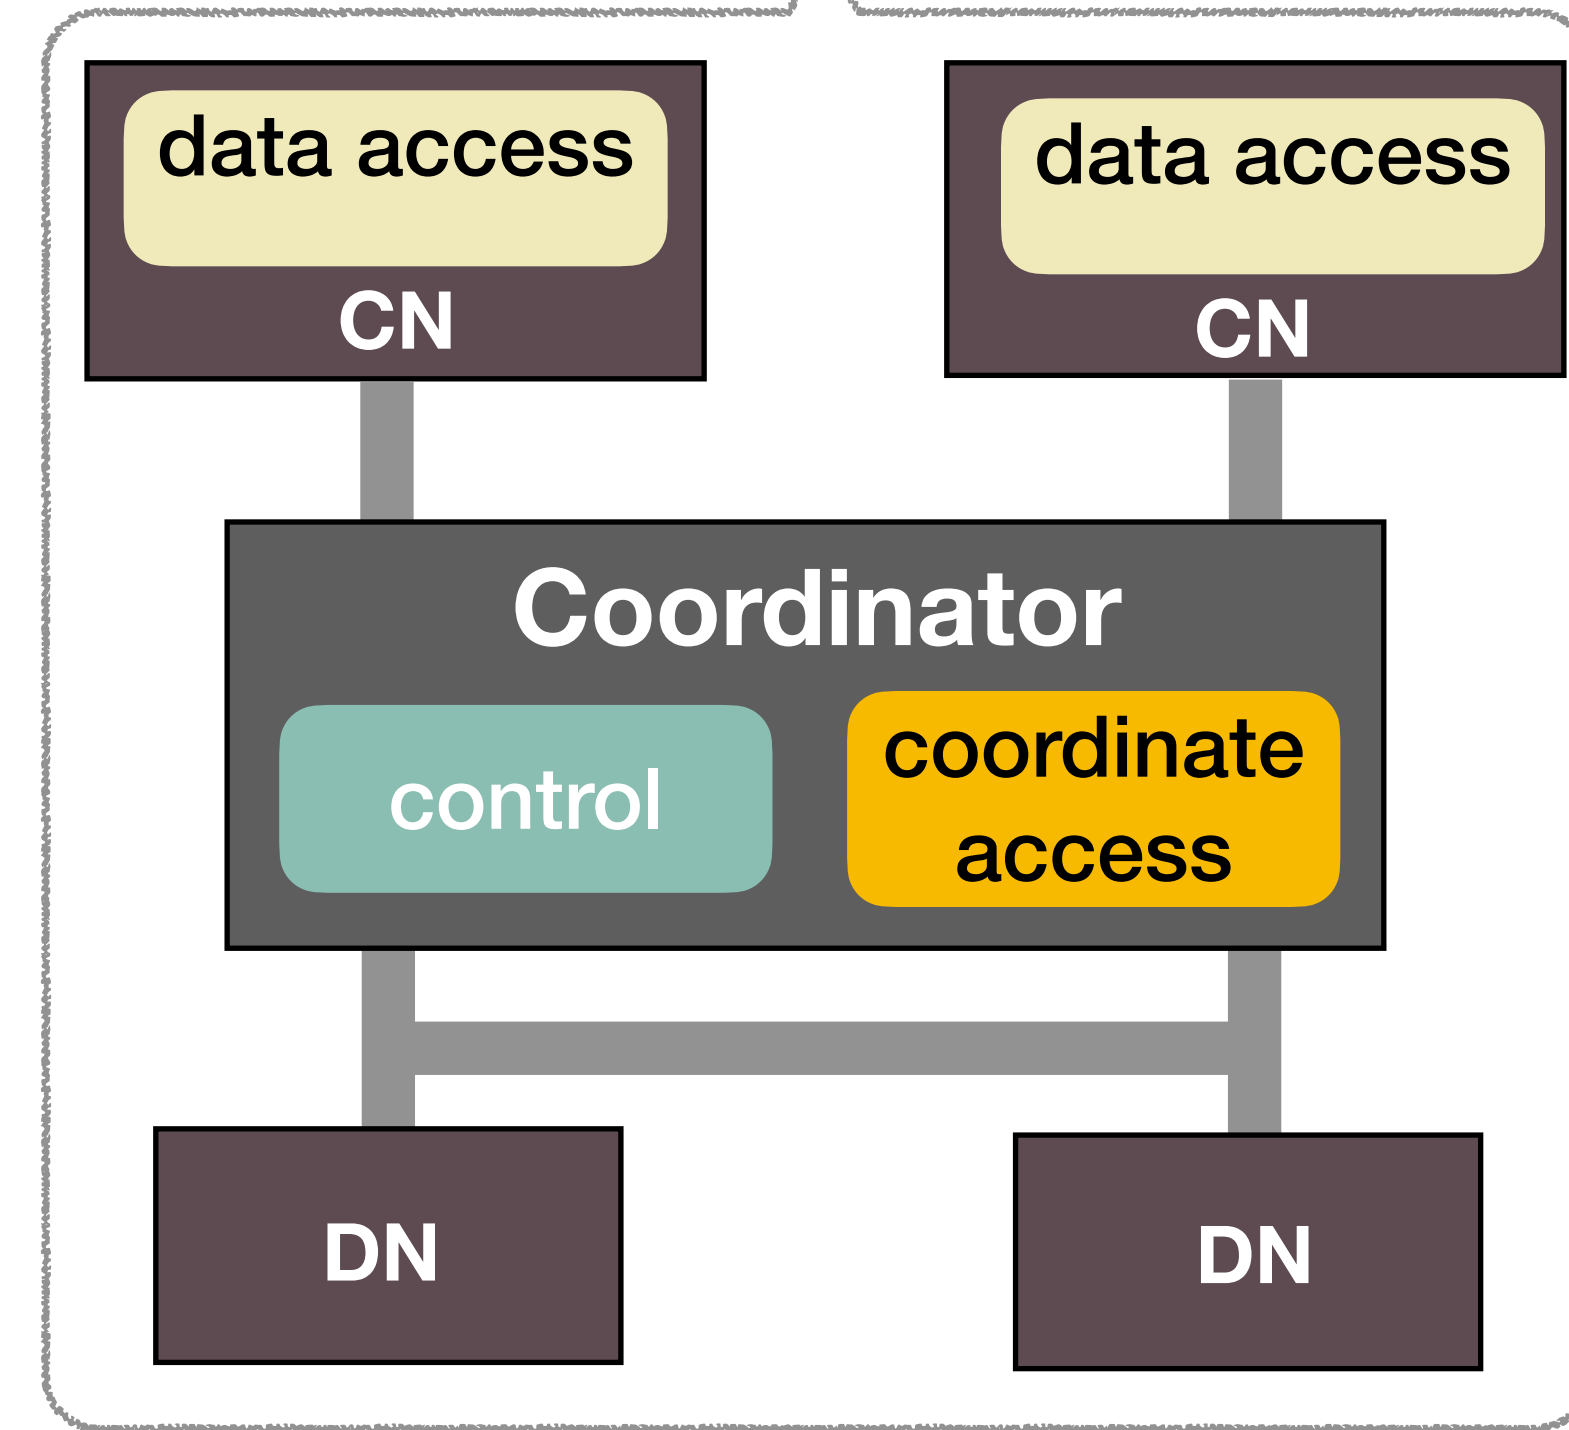 data access
CN
data access
CN
Coordinator
control
coordinate
access
DN
DN